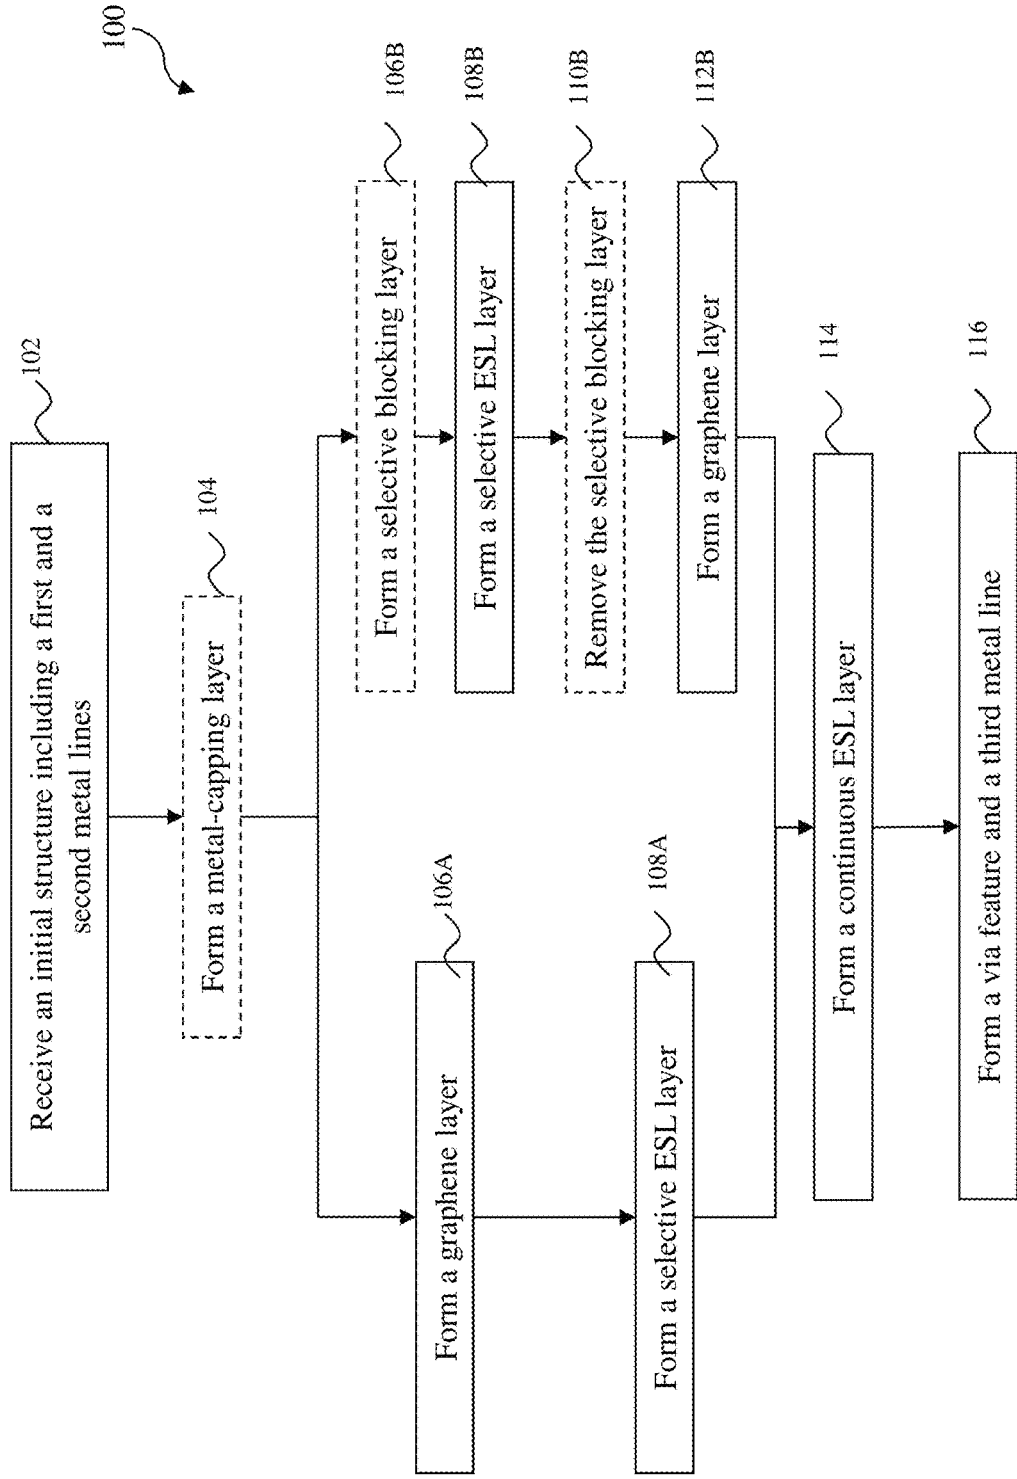 100
Receive an initial structure including a first and a
second metal lines
102
Form a metal-capping layer
104
Form a graphene layer
106A
Form a selective ESL layer
108A
Form a selective blocking layer
106B
Form a selective ESL layer
108B
Remove the selective blocking layer
110B
Form a graphene layer
112B
Form a continuous ESL layer
114
Form a via feature and a third metal line
116